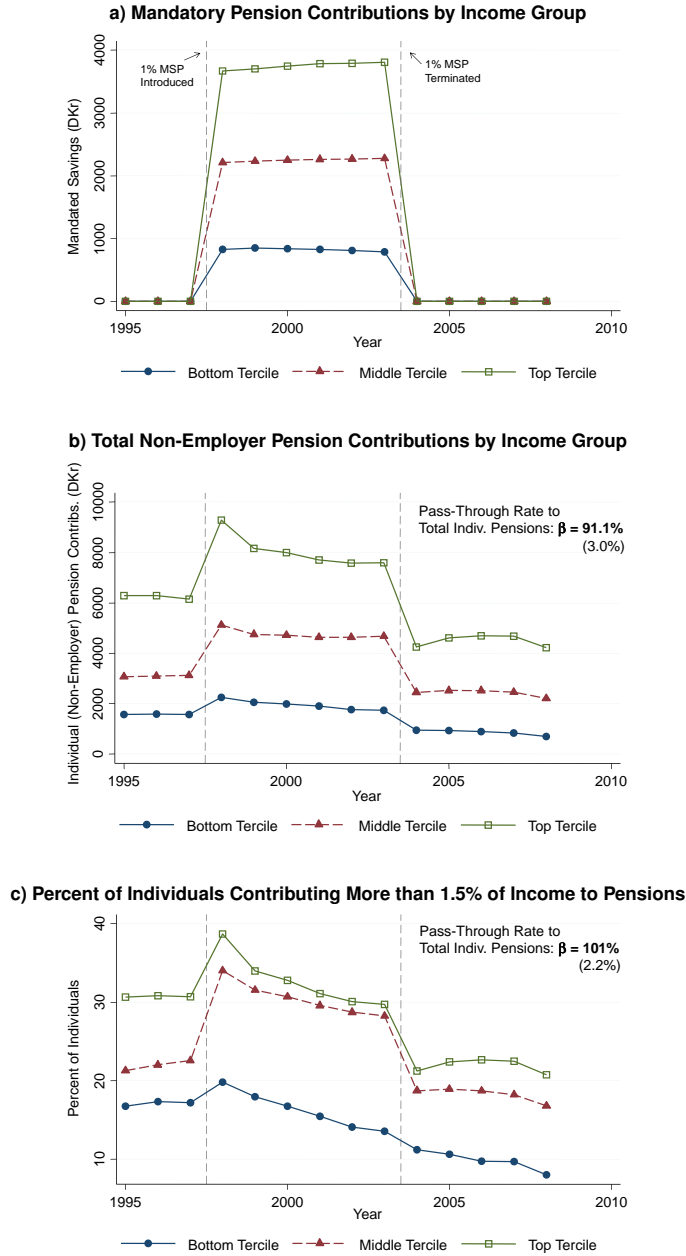 a) Mandatory Pension Contributions by Income Group
Mandated Savings (DKr)
4000
3000
2000
1000
0
1% MSP
Introduced
1% MSP
Terminated
1995
2000
2005
2010
Year
Bottom Tercile
Middle Tercile
Top Tercile
b) Total Non-Employer Pension Contributions by Income Group
Individual (Non-Employer) Pension Contribs. (DKr)
10000
8000
6000
4000
2000
0
Pass-Through Rate to
Total Indiv. Pensions: β = 91.1%
(3.0%)
1995
2000
2005
2010
Year
Bottom Tercile
Middle Tercile
Top Tercile
c) Percent of Individuals Contributing More than 1.5% of Income to Pensions
Percent of Individuals
40
30
20
10
Pass-Through Rate to
Total Indiv. Pensions: β = 101%
(2.2%)
1995
2000
2005
2010
Year
Bottom Tercile
Middle Tercile
Top Tercile